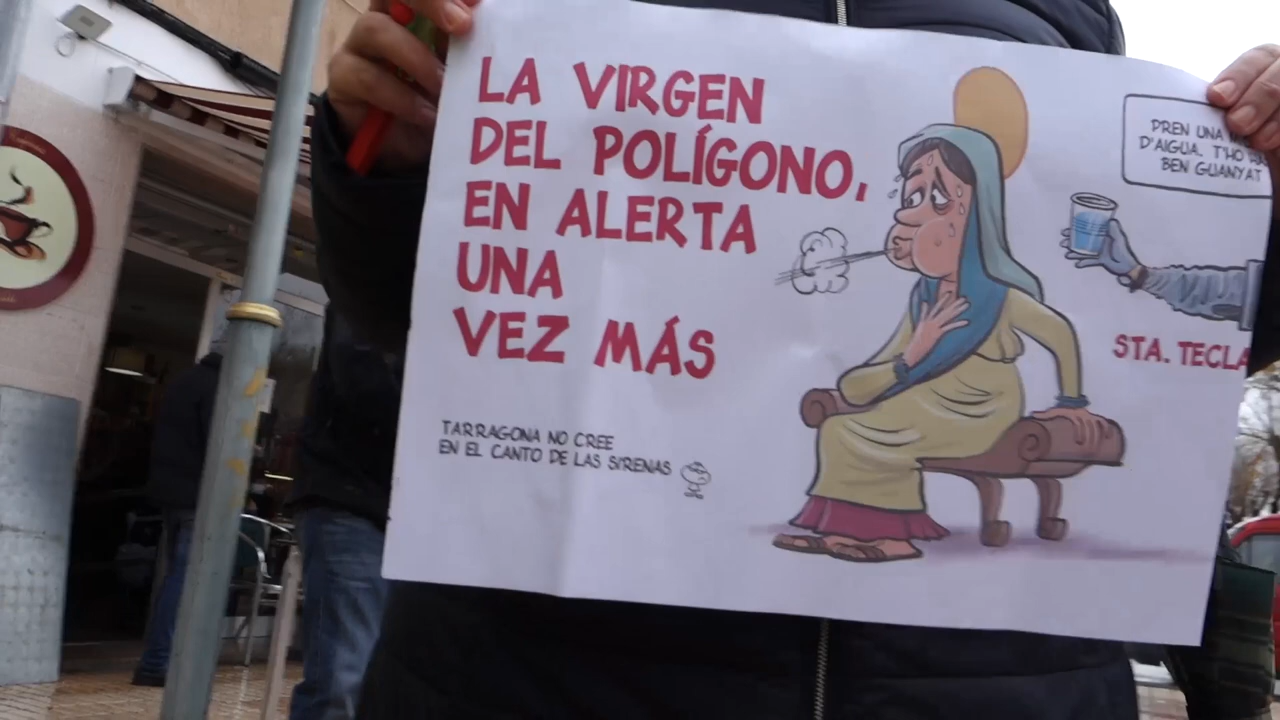 LA VIRGEN
DEL POLÍGONO,
EN ALERTA
UNA
VEZ MÁS
TARRAGONA NO CREE
EN EL CANTO DE LAS SIRENAS
PREN UNA
D'AIGUA. T'HO
BEN GUANYAT
STA. TECLA